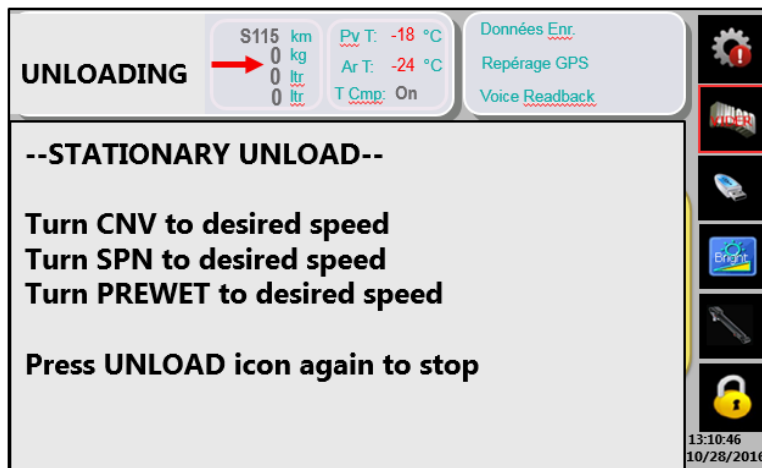 UNLOADING
S115 km
0 kg
0 ltr
0 ltr
Pv T: -18 °C
Ar T: -24 °C
T Cmp: On
Données Enr.
Repérage GPS
Voice Readback
--STATIONARY UNLOAD--
Turn CNV to desired speed
Turn SPN to desired speed
Turn PREWET to desired speed
Press UNLOAD icon again to stop
VIDER
Bright
13:10:46
10/28/2016